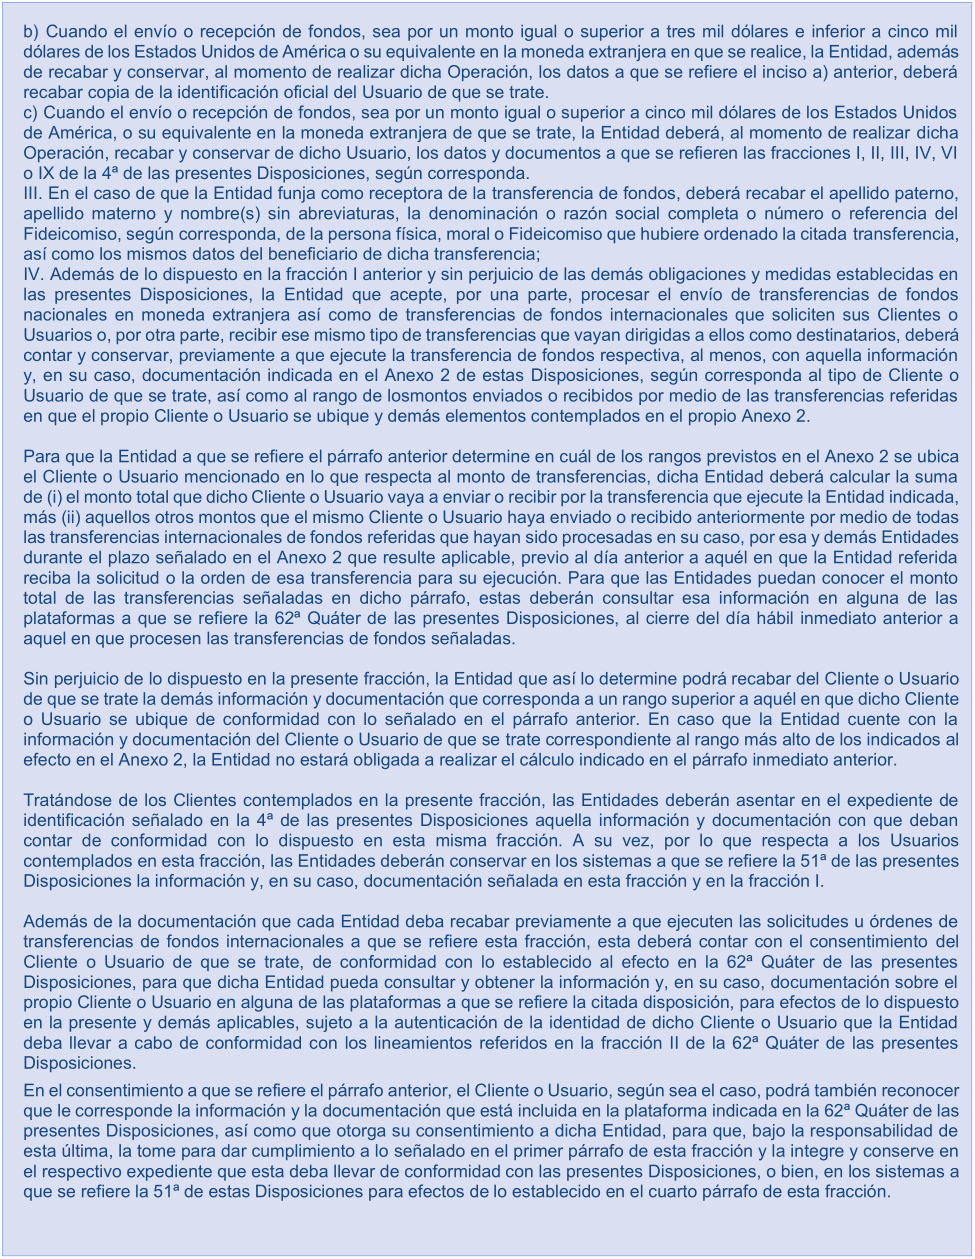 b) Cuando el envío o recepción de fondos, sea por un monto igual o superior a tres mil dólares e inferior a cinco mil
dólares de los Estados Unidos de América o su equivalente en la moneda extranjera en que se realice, la Entidad, además
de recabar y conservar, al momento de realizar dicha Operación, los datos a que se refiere el inciso a) anterior, deberá
recabar copia de la identificación oficial del Usuario de que se trate.
c) Cuando el envío o recepción de fondos, sea por un monto igual o superior a cinco mil dólares de los Estados Unidos
de América, o su equivalente en la moneda extranjera de que se trate, la Entidad deberá, al momento de realizar dicha
Operación, recabar y conservar de dicho Usuario, los datos y documentos a que se refieren las fracciones I, II, III, IV, VI
o IX de la 4ª de las presentes Disposiciones, según corresponda.
III. En el caso de que la Entidad funja como receptora de la transferencia de fondos, deberá recabar el apellido paterno,
apellido materno y nombre(s) sin abreviaturas, la denominación o razón social completa o número o referencia del
Fideicomiso, según corresponda, de la persona física, moral o Fideicomiso que hubiere ordenado la citada transferencia,
así como los mismos datos del beneficiario de dicha transferencia;
IV. Además de lo dispuesto en la fracción I anterior y sin perjuicio de las demás obligaciones y medidas establecidas en
las presentes Disposiciones, la Entidad que acepte, por una parte, procesar el envío de transferencias de fondos
nacionales en moneda extranjera así como de transferencias de fondos internacionales que soliciten sus Clientes o
Usuarios o, por otra parte, recibir ese mismo tipo de transferencias que vayan dirigidas a ellos como destinatarios, deberá
contar y conservar, previamente a que ejecute la transferencia de fondos respectiva, al menos, con aquella información
y, en su caso, documentación indicada en el Anexo 2 de estas Disposiciones, según corresponda al tipo de Cliente o
Usuario de que se trate, así como al rango de losmontos enviados o recibidos por medio de las transferencias referidas
en que el propio Cliente o Usuario se ubique y demás elementos contemplados en el propio Anexo 2.
Para que la Entidad a que se refiere el párrafo anterior determine en cuál de los rangos previstos en el Anexo 2 se ubica
el Cliente o Usuario mencionado en lo que respecta al monto de transferencias, dicha Entidad deberá calcular la suma
de (i) el monto total que dicho Cliente o Usuario vaya a enviar o recibir por la transferencia que ejecute la Entidad indicada,
más (ii) aquellos otros montos que el mismo Cliente o Usuario haya enviado o recibido anteriormente por medio de todas
las transferencias internacionales de fondos referidas que hayan sido procesadas en su caso, por esa y demás Entidades
durante el plazo señalado en el Anexo 2 que resulte aplicable, previo al día anterior a aquél en que la Entidad referida
reciba la solicitud o la orden de esa transferencia para su ejecución. Para que las Entidades puedan conocer el monto
total de las transferencias señaladas en dicho párrafo, estas deberán consultar esa información en alguna de las
plataformas a que se refiere la 62ª Quáter de las presentes Disposiciones, al cierre del día hábil inmediato anterior a
aquel en que procesen las transferencias de fondos señaladas.
Sin perjuicio de lo dispuesto en la presente fracción, la Entidad que así lo determine podrá recabar del Cliente o Usuario
de que se trate la demás información y documentación que corresponda a un rango superior a aquél en que dicho Cliente
o Usuario se ubique de conformidad con lo señalado en el párrafo anterior. En caso que la Entidad cuente con la
información y documentación del Cliente o Usuario de que se trate correspondiente al rango más alto de los indicados al
efecto en el Anexo 2, la Entidad no estará obligada a realizar el cálculo indicado en el párrafo inmediato anterior.
Tratándose de los Clientes contemplados en la presente fracción, las Entidades deberán asentar en el expediente de
identificación señalado en la 4ª de las presentes Disposiciones aquella información y documentación con que deban
contar de conformidad con lo dispuesto en esta misma fracción. A su vez, por lo que respecta a los Usuarios
contemplados en esta fracción, las Entidades deberán conservar en los sistemas a que se refiere la 51ª de las presentes
Disposiciones la información y, en su caso, documentación señalada en esta fracción y en la fracción I.
Además de la documentación que cada Entidad deba recabar previamente a que ejecuten las solicitudes u órdenes de
transferencias de fondos internacionales a que se refiere esta fracción, esta deberá contar con el consentimiento del
Cliente o Usuario de que se trate, de conformidad con lo establecido al efecto en la 62ª Quáter de las presentes
Disposiciones, para que dicha Entidad pueda consultar y obtener la información y, en su caso, documentación sobre el
propio Cliente o Usuario en alguna de las plataformas a que se refiere la citada disposición, para efectos de lo dispuesto
en la presente y demás aplicables, sujeto a la autenticación de la identidad de dicho Cliente o Usuario que la Entidad
deba llevar a cabo de conformidad con los lineamientos referidos en la fracción II de la 62ª Quáter de las presentes
Disposiciones.
En el consentimiento a que se refiere el párrafo anterior, el Cliente o Usuario, según sea el caso, podrá también reconocer
que le corresponde la información y la documentación que está incluida en la plataforma indicada en la 62ª Quáter de las
presentes Disposiciones, así como que otorga su consentimiento a dicha Entidad, para que, bajo la responsabilidad de
esta última, la tome para dar cumplimiento a lo señalado en el primer párrafo de esta fracción y la integre y conserve en
el respectivo expediente que esta deba llevar de conformidad con las presentes Disposiciones, o bien, en los sistemas a
que se refiere la 51ª de estas Disposiciones para efectos de lo establecido en el cuarto párrafo de esta fracción.